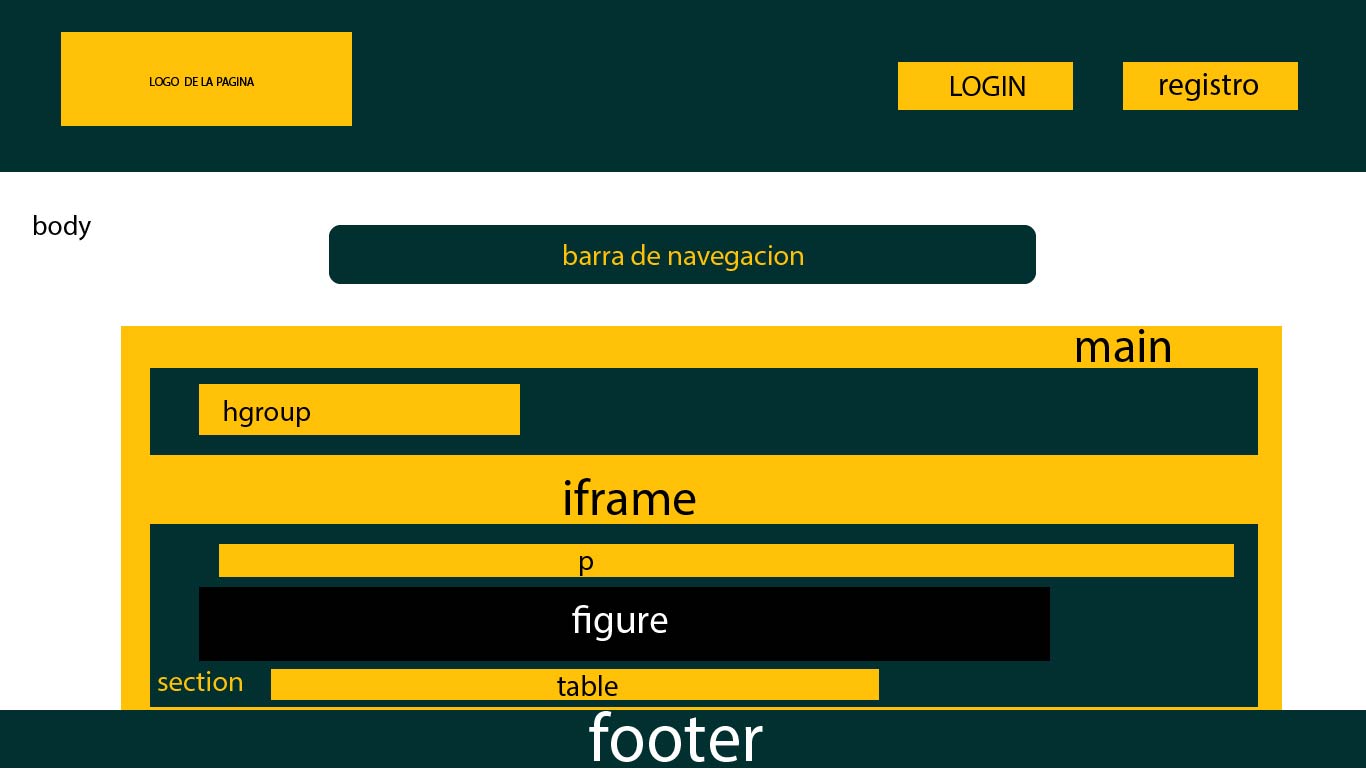 LOGO DE LA PAGINA
LOGIN
registro
body
barra de navegacion
main
hgroup
iframe
p
figure
section
table
footer